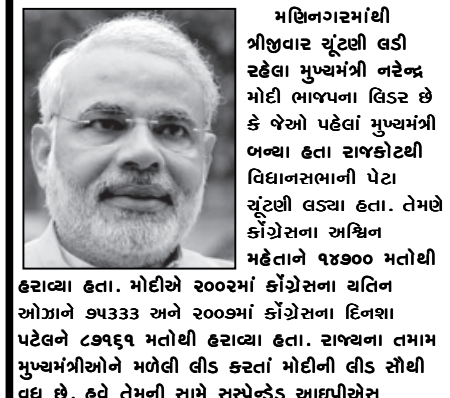 મણિનગરમાંથી
ત્રીજીવાર ચૂંટણી લડી
રહેલા મુખ્યમંત્રી નરેન્દ્ર
મોદી ભાજપના લિડર છે
કે જેઓ પહેલાં મુખ્યમંત્રી
બન્યા હતા રાજકોટથી
વિધાનસભાની પેટા
ચૂંટણી લડ્યા હતા. તેમણે
કોંગ્રેસના અશ્વિન
મહેતાને ૧૪૭૦૦ મતોથી
હરાવ્યા હતા. મોદીએ ૨૦૦૨માં કોંગ્રેસના યતિન
ઓઝાને ૭૫૩૩૩ અને ૨૦૦૭માં કોંગ્રેસના દિનશા
પટેલને ૮૭૧૬૧ મતોથી હરાવ્યા હતા. રાજ્યના તમામ
મુખ્યમંત્રીઓને મળેલી લીડ કરતાં મોદીની લીડ સૌથી
વધુ છે. હવે તેમની સામે સસ્પેન્ડેડ આઇપીએસ